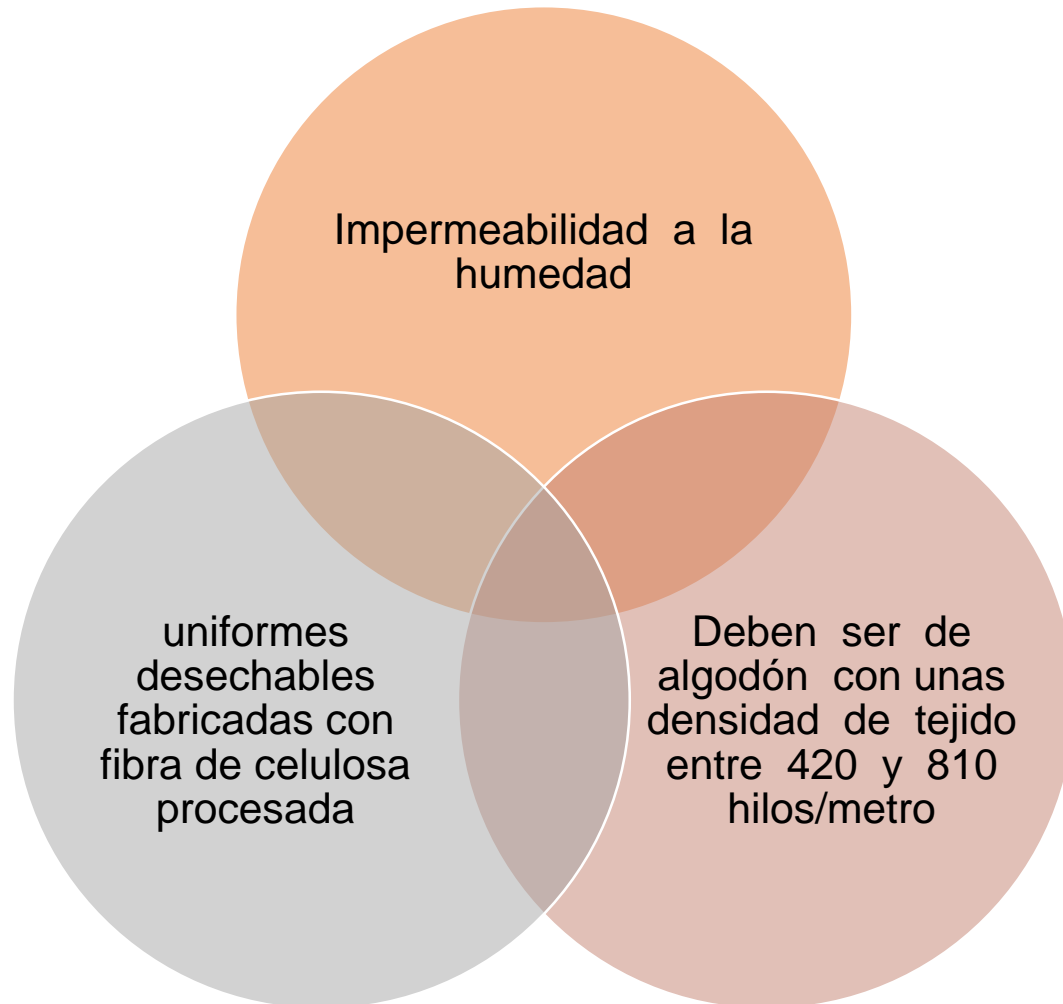 Impermeabilidad a la
humedad
uniformes
desechables
fabricadas con
fibra de celulosa
procesada
Deben ser de
algodón con unas
densidad de tejido
entre 420 y 810
hilos/metro